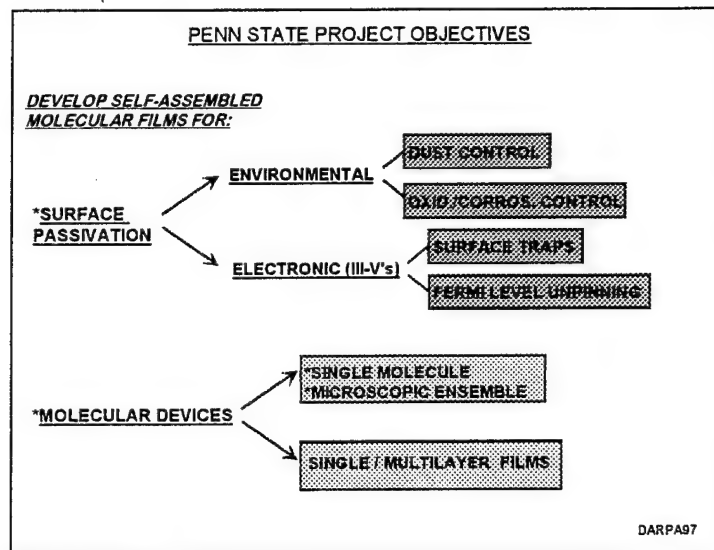 PENN STATE PROJECT OBJECTIVES
DEVELOP SELF-ASSEMBLED
MOLECULAR FILMS FOR:
*SURFACE
PASSIVATION
ENVIRONMENTAL
DUST CONTROL
OXID./CORROS. CONTROL
ELECTRONIC (III-V's)
SURFACE TRAPS
FERMI LEVEL UNPINNING
*MOLECULAR DEVICES
*SINGLE MOLECULE
*MICROSCOPIC ENSEMBLE
SINGLE / MULTILAYER FILMS
DARPA97